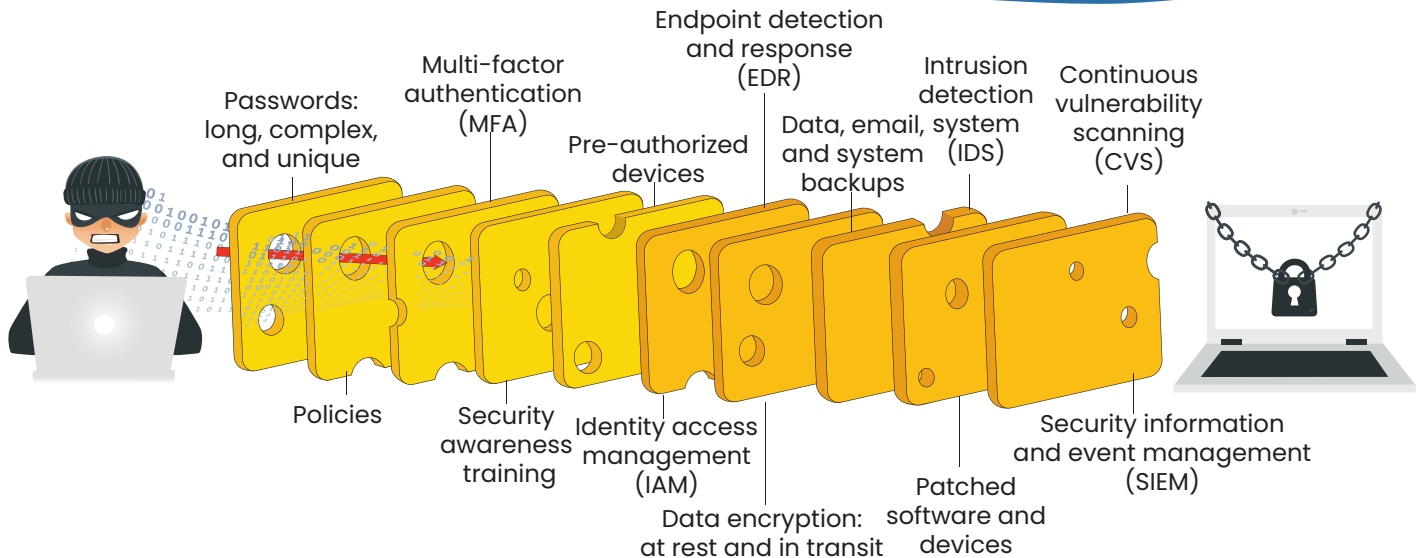 Passwords:
long, complex,
and unique
Multi-factor
authentication
(MFA)
Pre-authorized
devices
Endpoint detection
and response
(EDR)
Data, email,
and system
backups
Intrusion
detection
system
(IDS)
Continuous
vulnerability
scanning
(CVS)
Policies
Security
awareness
training
Identity access
management
(IAM)
Data encryption:
at rest and in transit
Patched
software and
devices
Security information
and event management
(SIEM)